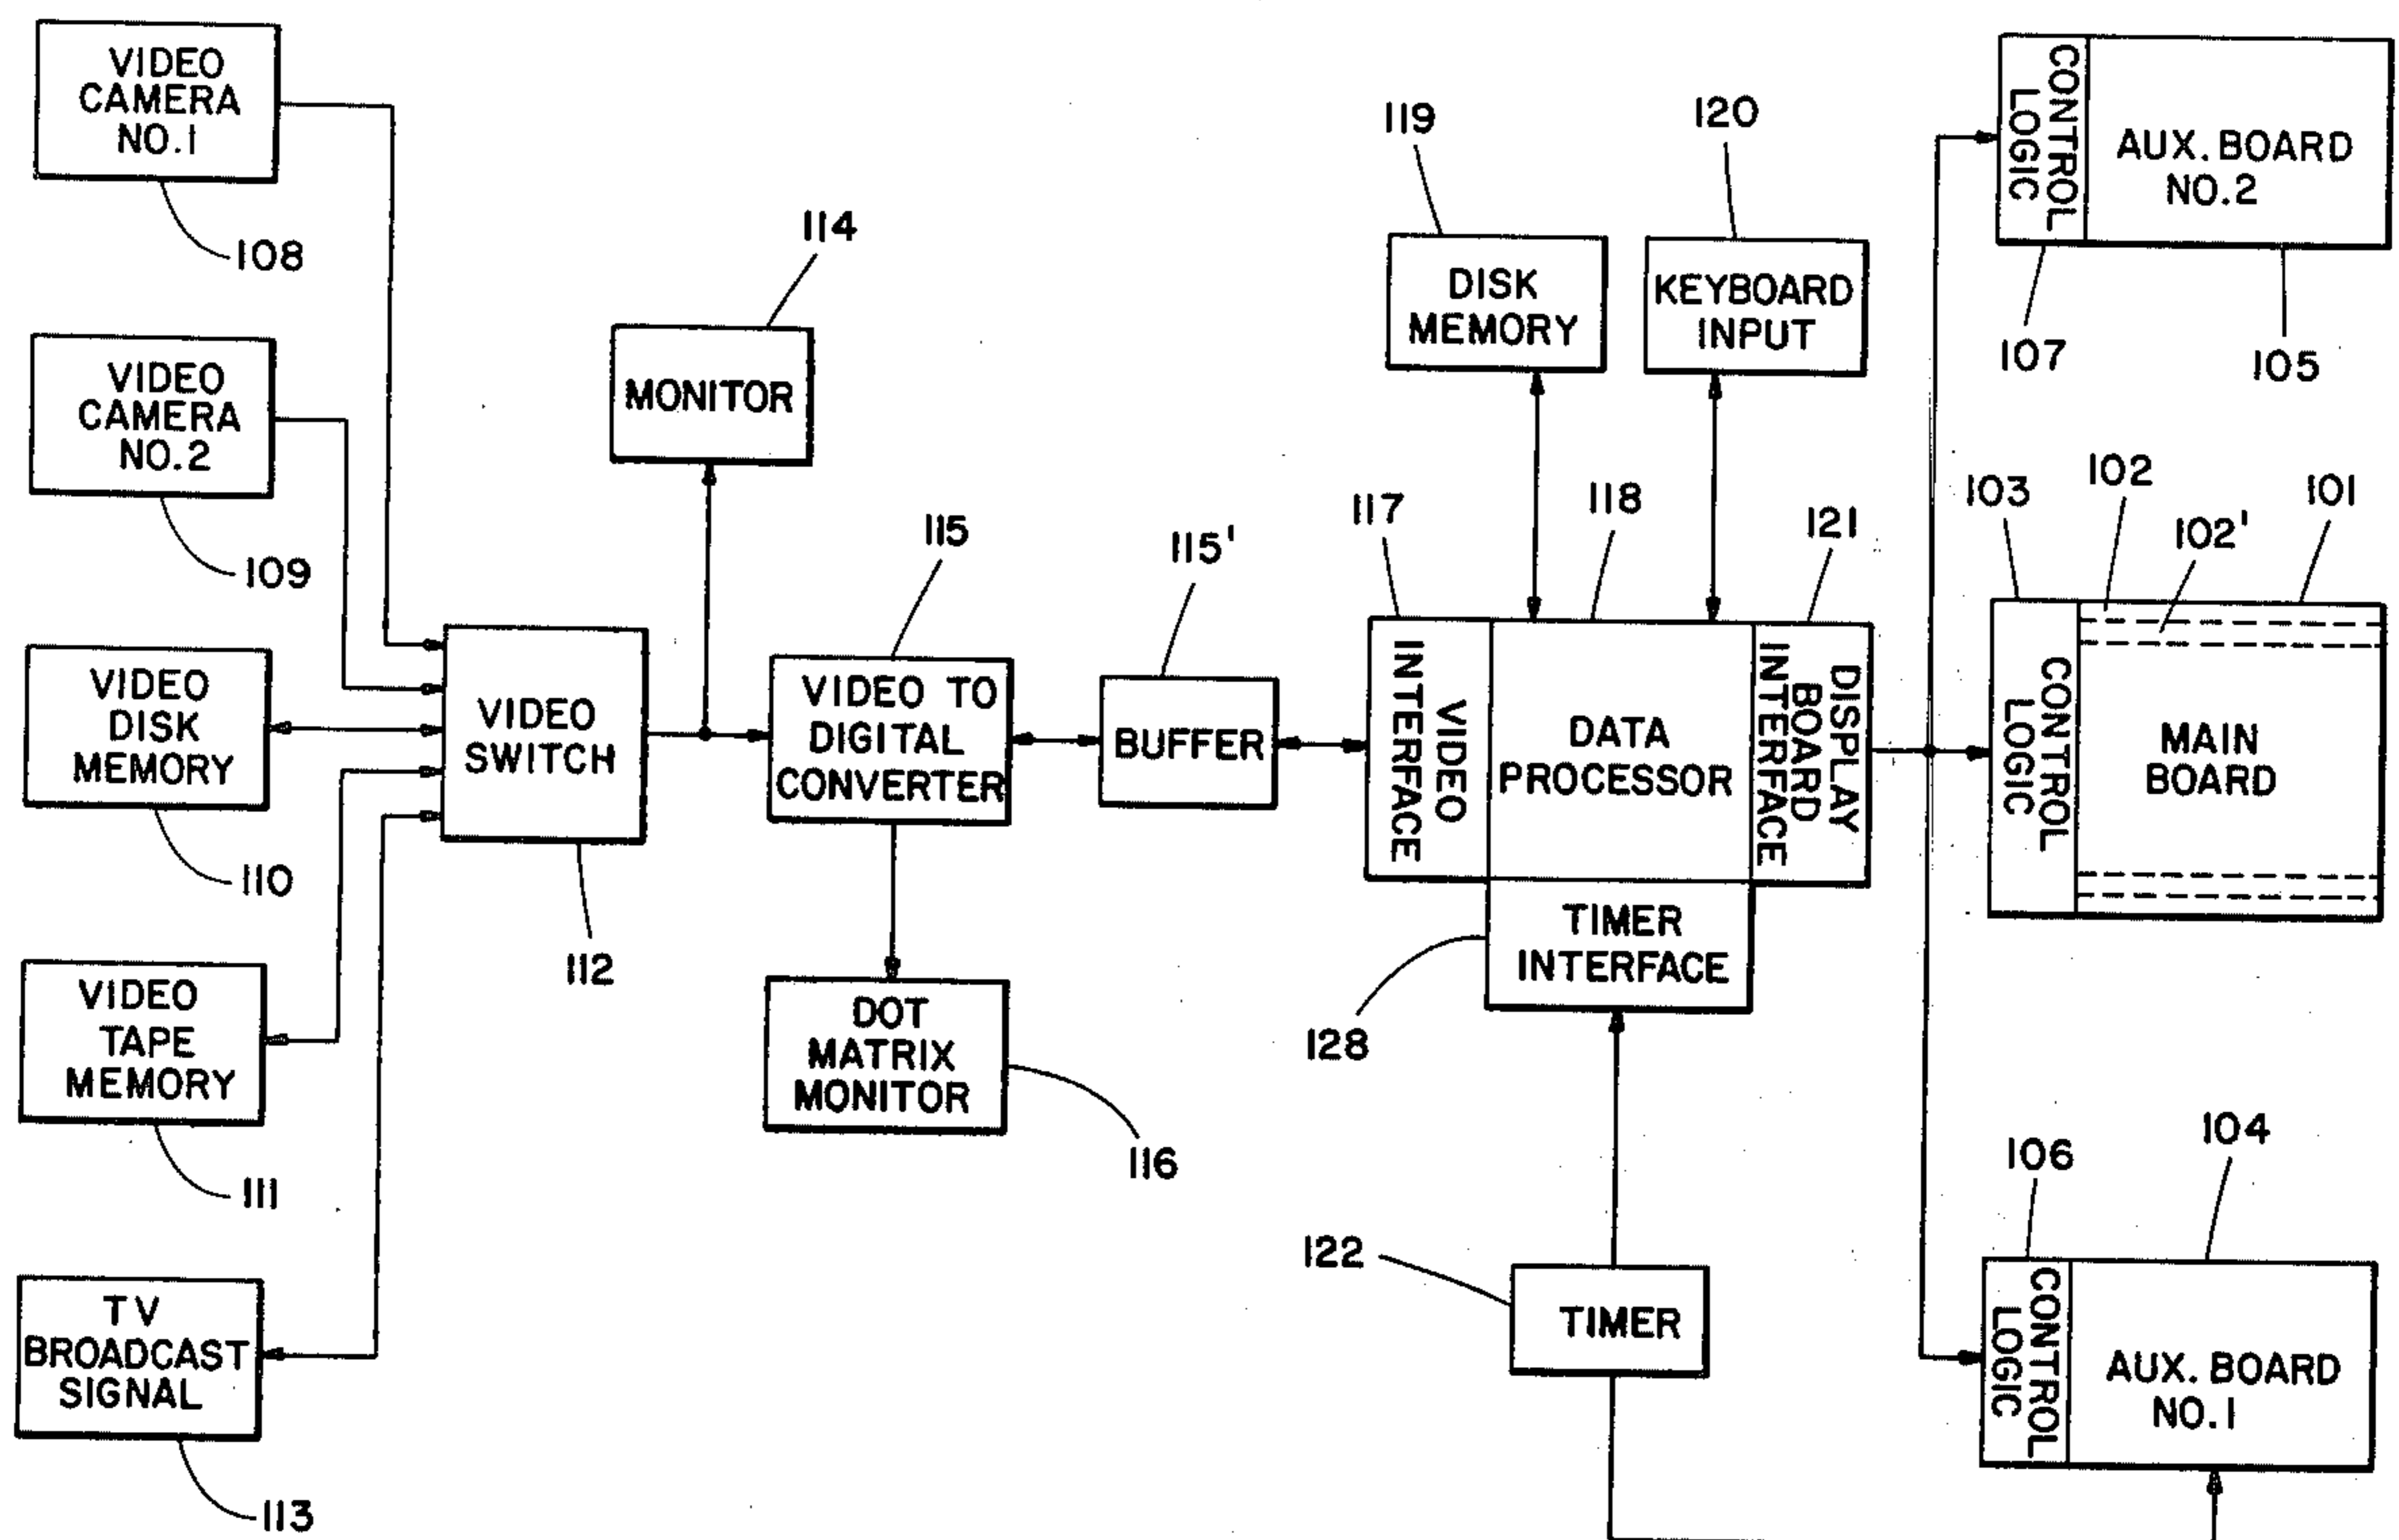 VIDEO
CAMERA
NO.1
108
VIDEO
CAMERA
NO.2
109
VIDEO
DISK
MEMORY
110
VIDEO
TAPE
MEMORY
111
TV
BROADCAST
SIGNAL
113
VIDEO
SWITCH
112
114
MONITOR
115
VIDEO TO
DIGITAL
CONVERTER
DOT
MATRIX
MONITOR
116
115'
BUFFER
119
DISK
MEMORY
120
KEYBOARD
INPUT
117
VIDEO
INTERFACE
118
DATA
PROCESSOR
121
DISPLAY
BOARD
INTERFACE
TIMER
INTERFACE
128
122
TIMER
CONTROL
LOGIC
AUX. BOARD
NO.2
107
105
103
102
102'
101
CONTROL
LOGIC
MAIN
BOARD
106
104
CONTROL
LOGIC
AUX. BOARD
NO.1